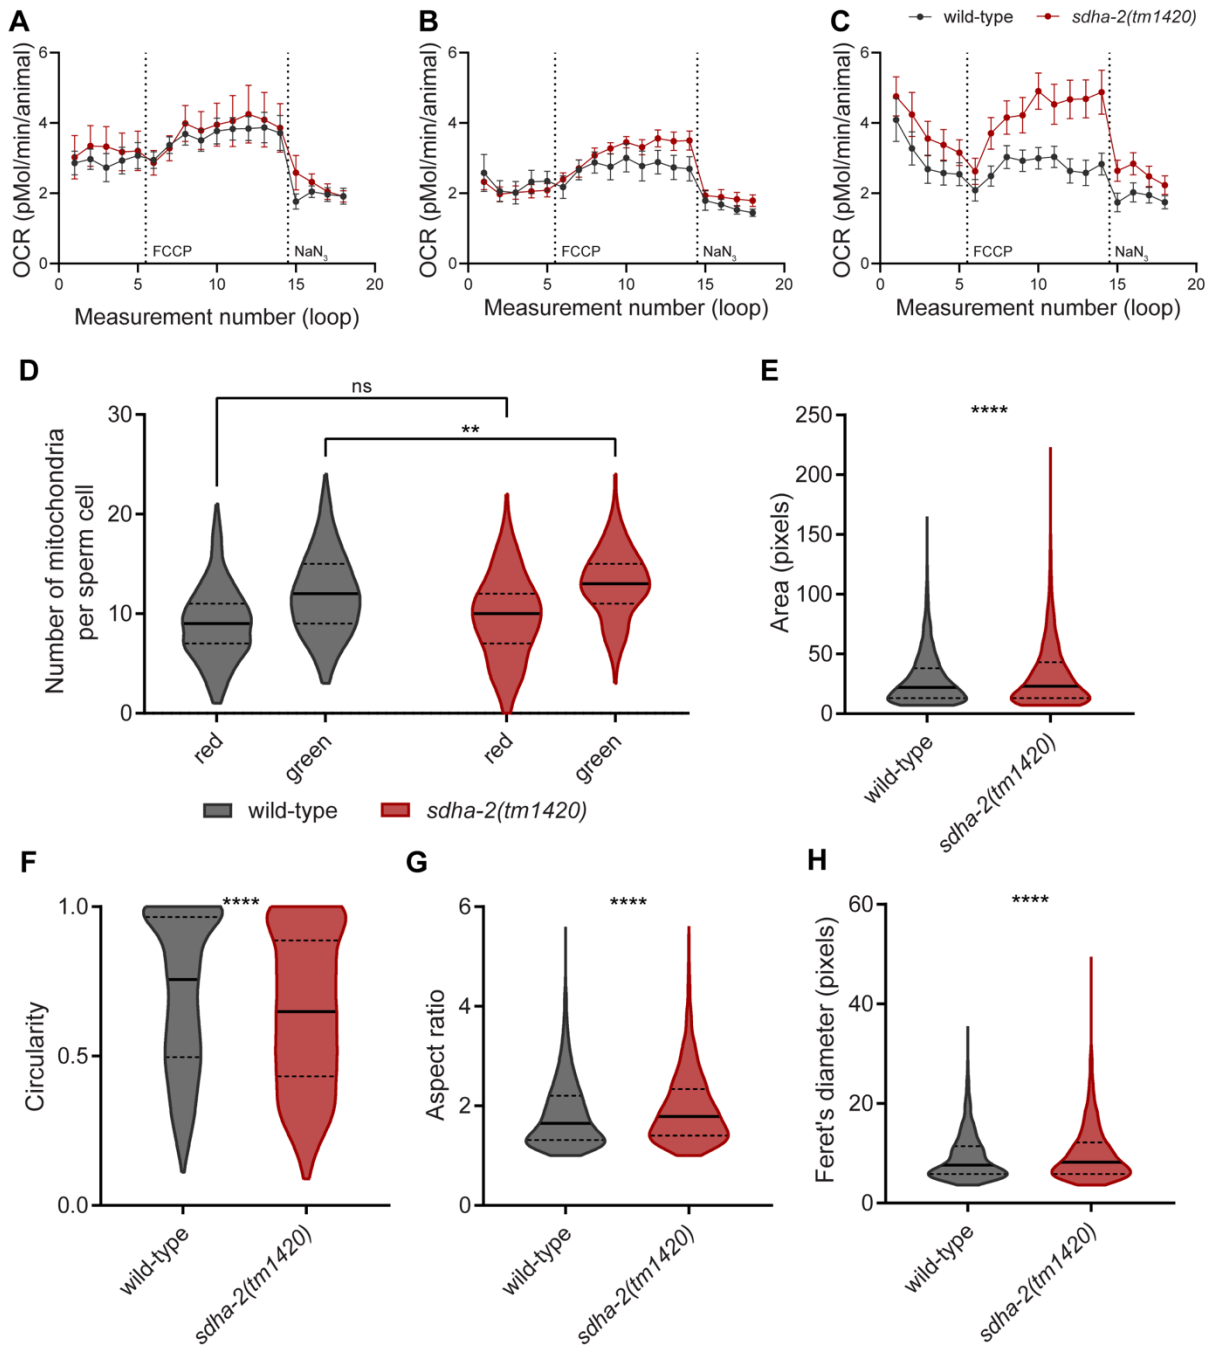 A
B
C
wild-type
sdha-2(tm1420)
OCR (pMol/min/animal)
6
4
2
0
FCCP
NaN₃
0
5
10
15
20
Measurement number (loop)
OCR (pMol/min/animal)
6
4
2
0
FCCP
NaN₃
0
5
10
15
20
Measurement number (loop)
OCR (pMol/min/animal)
6
4
2
0
FCCP
NaN₃
0
5
10
15
20
Measurement number (loop)
D
Number of mitochondria
per sperm cell
30
20
10
0
ns
**
red
green
red
green
wild-type
sdha-2(tm1420)
E
Area (pixels)
250
200
150
100
50
0
****
wild-type
sdha-2(tm1420)
F
Circularity
1.0
0.5
0.0
****
wild-type
sdha-2(tm1420)
G
Aspect ratio
6
4
2
0
****
wild-type
sdha-2(tm1420)
H
Feret's diameter (pixels)
60
40
20
0
****
wild-type
sdha-2(tm1420)